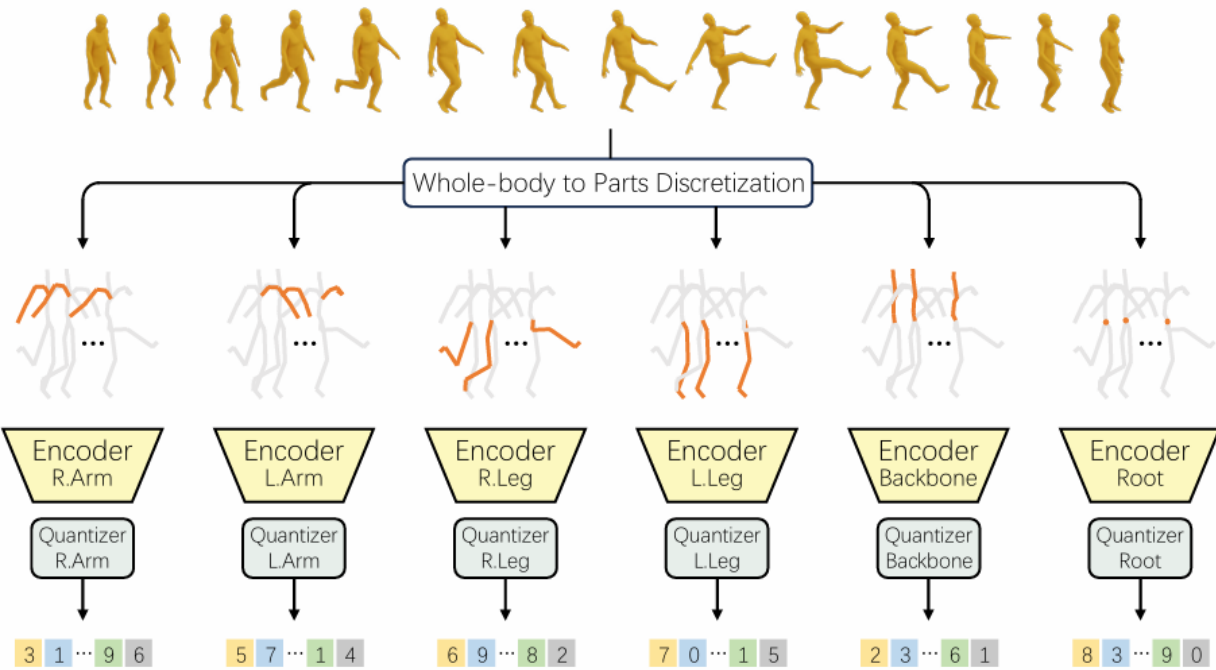 Whole-body to Parts Discretization
... ... ... ... ... ...
Encoder Encoder Encoder Encoder Encoder Encoder
R.Arm L.Arm R.Leg L.Leg Backbone Root
Quantizer Quantizer Quantizer Quantizer Quantizer Quantizer
R.Arm L.Arm R.Leg L.Leg Backbone Root
3 1 ... 9 6 5 7 ... 1 4 6 9 ... 8 2 7 0 ... 1 5 2 3 ... 6 1 8 3 ... 9 0